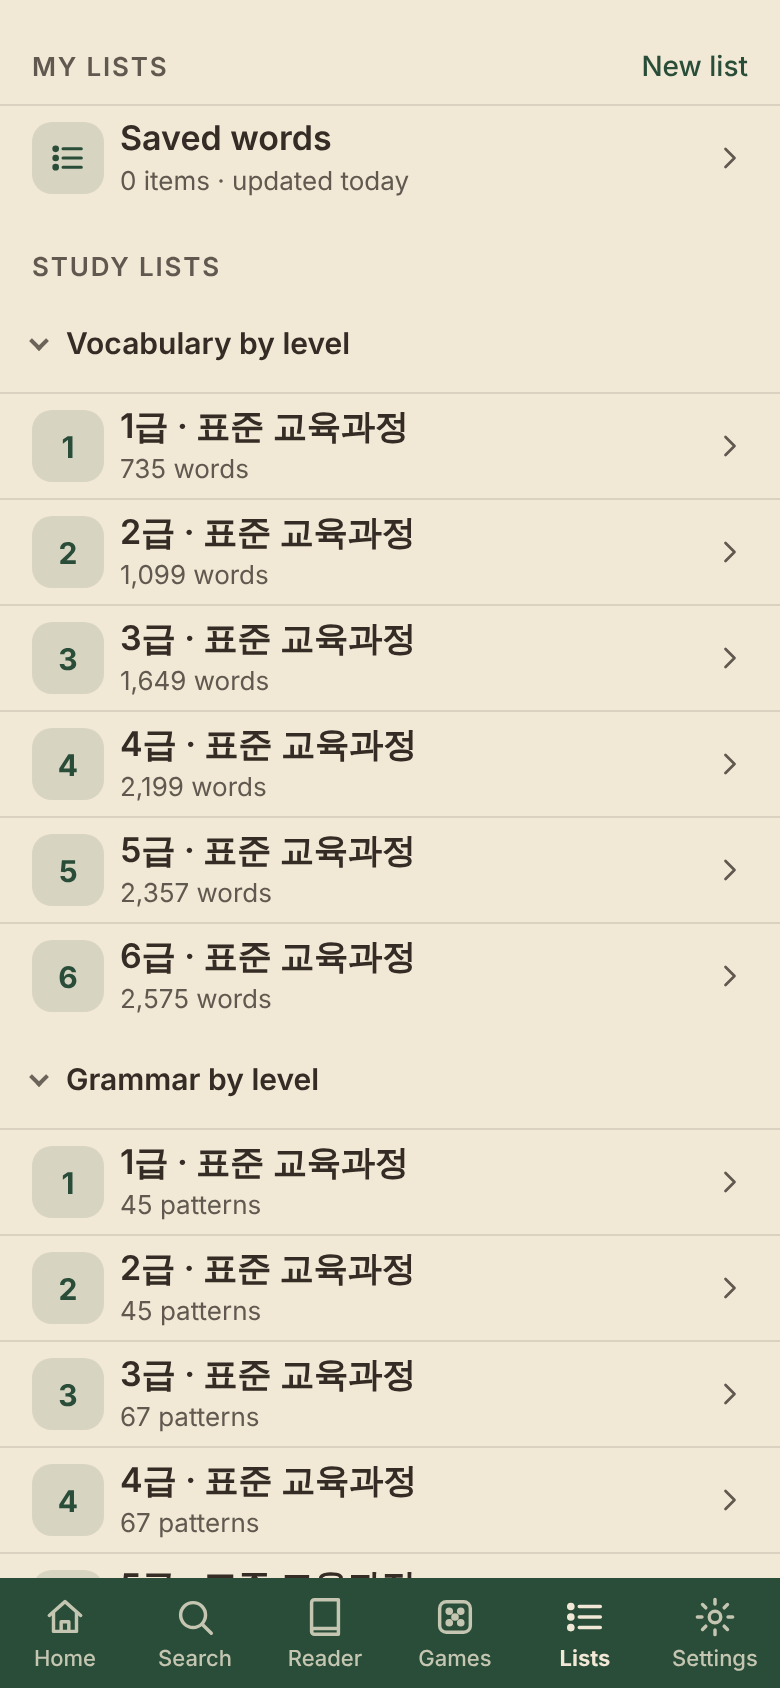 MY LISTS
New list
Saved words
0 items · updated today
STUDY LISTS
Vocabulary by level
1
1급 · 표준 교육과정
735 words
2
2급 · 표준 교육과정
1,099 words
3
3급 · 표준 교육과정
1,649 words
4
4급 · 표준 교육과정
2,199 words
5
5급 · 표준 교육과정
2,357 words
6
6급 · 표준 교육과정
2,575 words
Grammar by level
1
1급 · 표준 교육과정
45 patterns
2
2급 · 표준 교육과정
45 patterns
3
3급 · 표준 교육과정
67 patterns
4
4급 · 표준 교육과정
67 patterns
Home
Search
Reader
Games
Lists
Settings